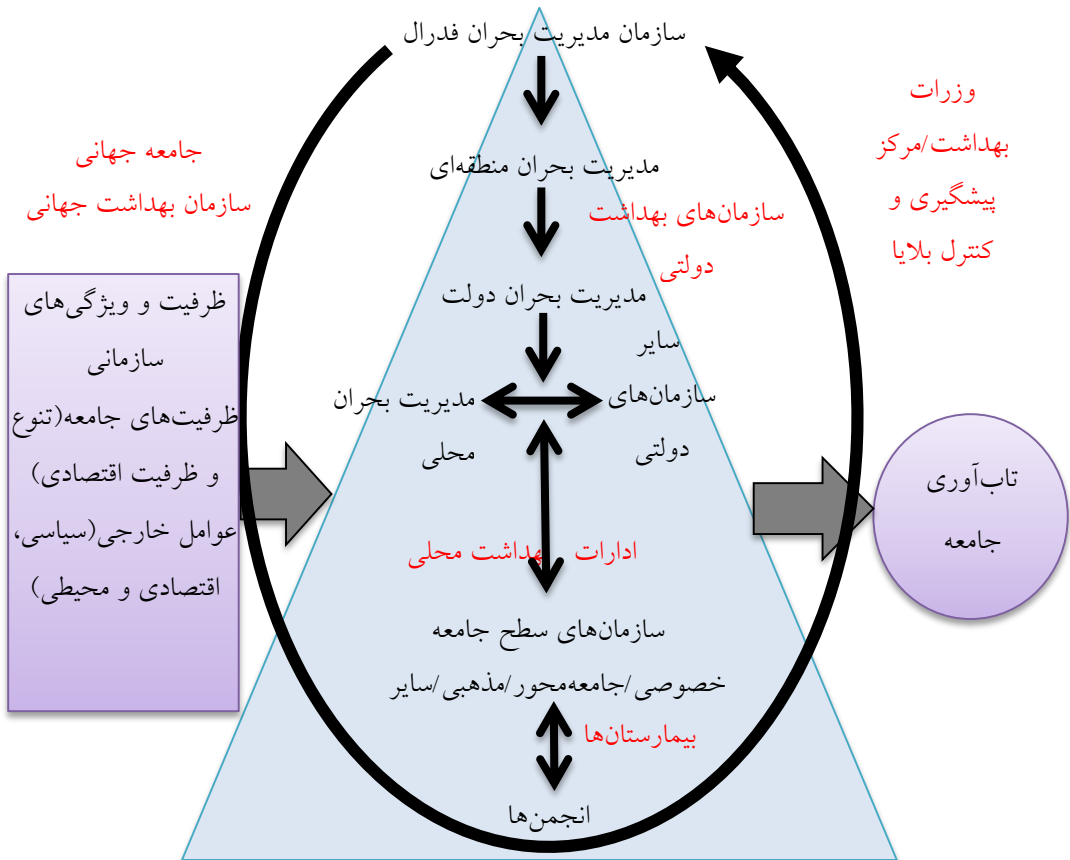 سازمان مدیریت بحران فدرال
وزرات
بهداشت/مرکز
پیشگیری و
کنترل بلایا
جامعه جهانی
سازمان بهداشت جهانی
مدیریت بحران منطقه‌ای
سازمان‌های بهداشت
دولتی
مدیریت بحران دولت
سایر
سازمان‌های
دولتی
مدیریت بحران
محلی
ظرفیت و ویژگی‌های
سازمانی
ظرفیت‌های جامعه(تنوع
و ظرفیت اقتصادی)
عوامل خارجی(سیاسی،
اقتصادی و محیطی)
تاب‌آوری
جامعه
ادارات بهداشت محلی
سازمان‌های سطح جامعه
خصوصی/جامعه‌محور/مذهبی/سایر
بیمارستان‌ها
انجمن‌ها